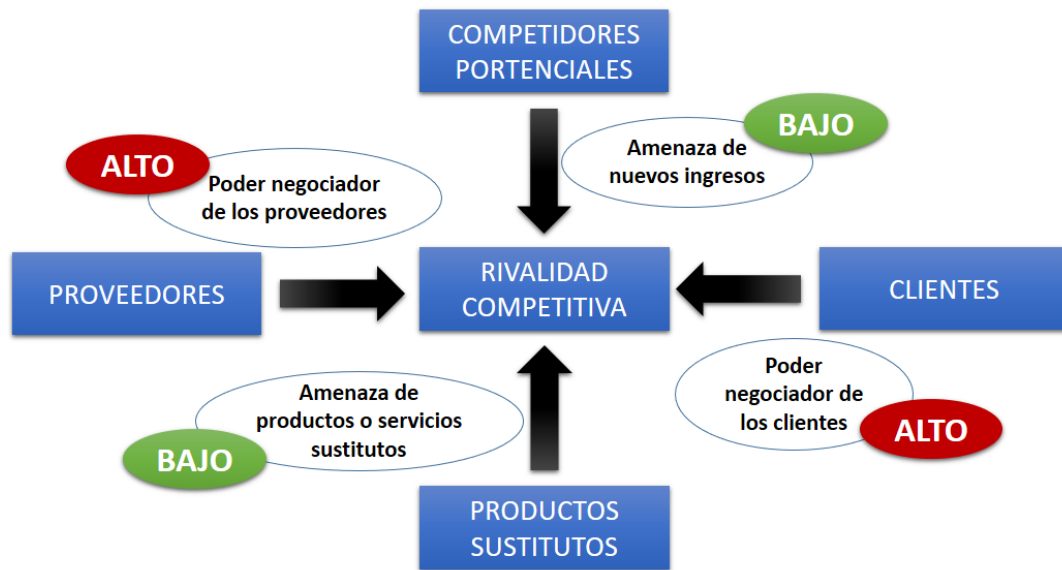 COMPETIDORES
PORTENCIALES
BAJO
Amenaza de
nuevos ingresos
ALTO
Poder negociador
de los proveedores
PROVEEDORES
RIVALIDAD
COMPETITIVA
CLIENTES
Poder
negociador de
los clientes
ALTO
Amenaza de
productos o servicios
sustitutos
BAJO
PRODUCTOS
SUSTITUTOS